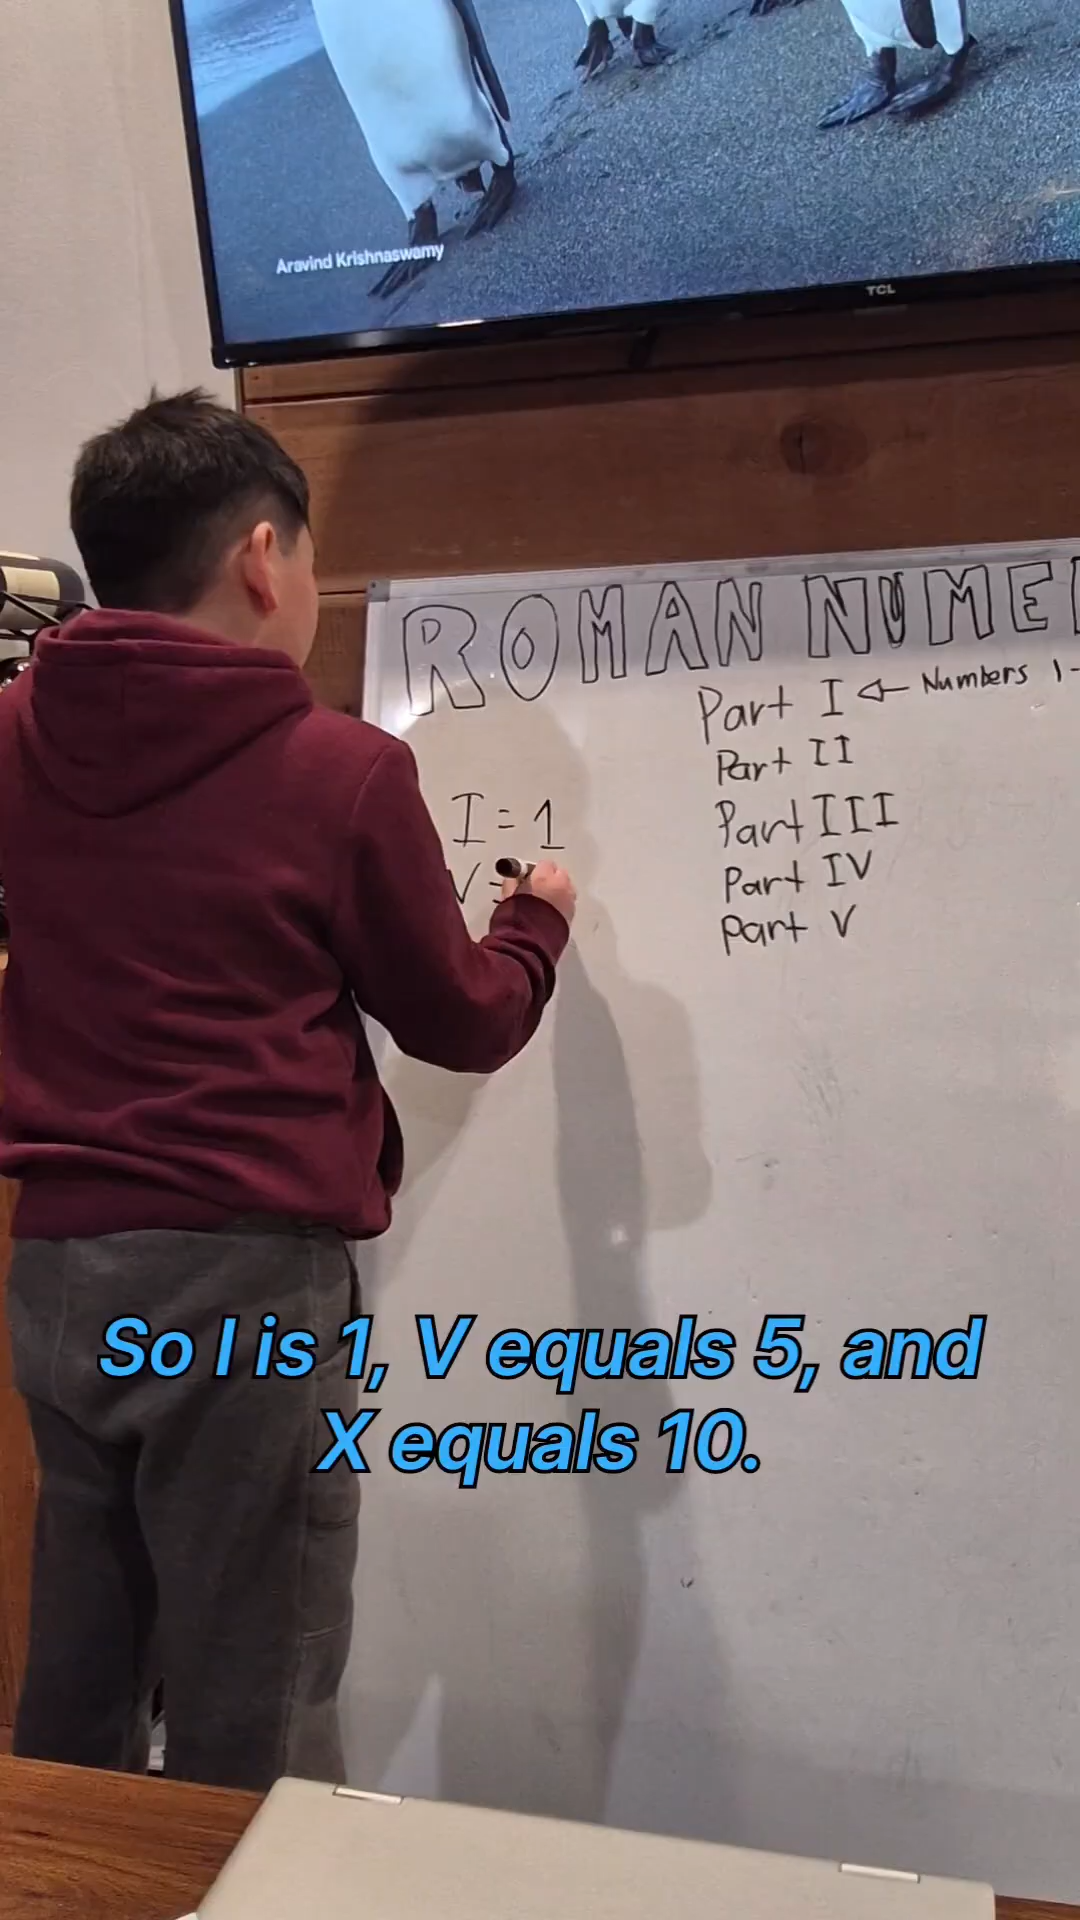 Aravind Krishnaswamy
TCL
ROMAN NUME
Part I ← Numbers 1-
Part II
I = 1
Part III
V =
Part IV
Part V
So I is 1, V equals 5, and
X equals 10.